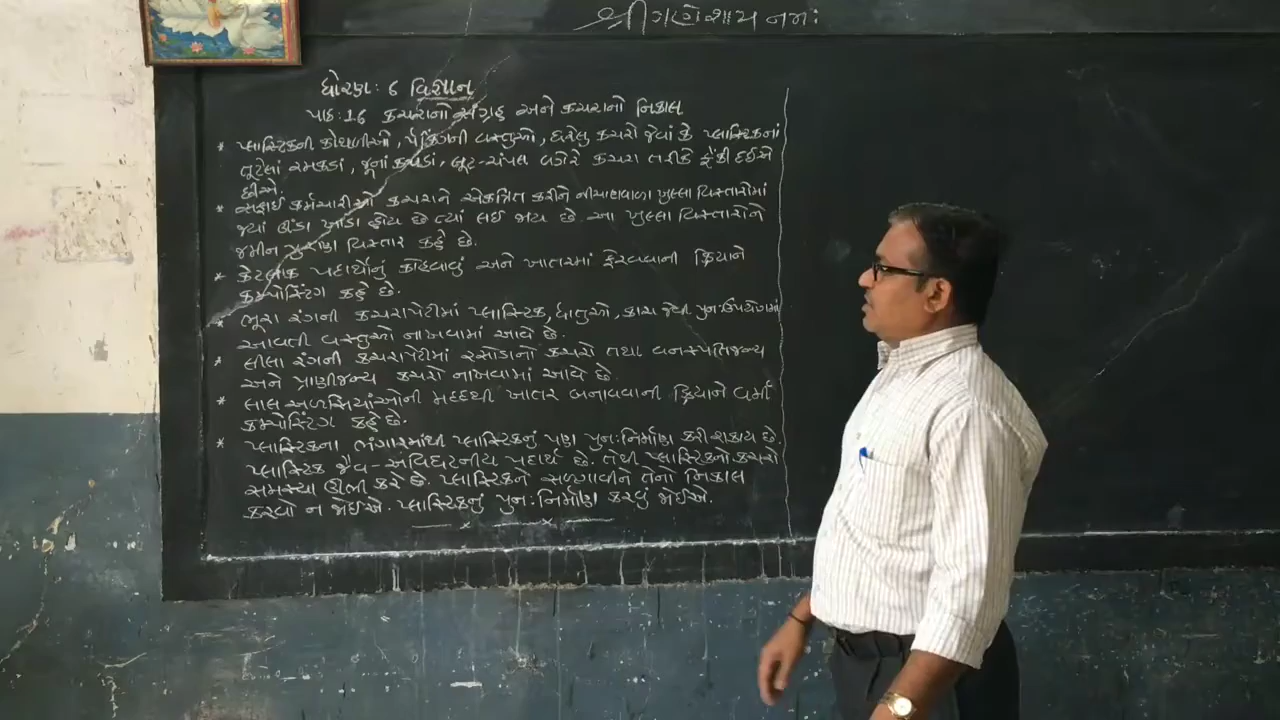 શ્રી ગણેશાય નમઃ
ધોરણ: ૬ વિજ્ઞાન
પાઠ: 16 કચરાનો સંગ્રહ અને કચરાનો નિકાલ
* પ્લાસ્ટિકની કોથળીઓ, પેકિંગની વસ્તુઓ, ઘરેલુ કચરો જેવાં કે પ્લાસ્ટિકનાં
તૂટેલાં રમકડાં, જૂનાં કપડાં, બૂટ-ચંપલ વગેરે કચરા તરીકે ફેંકી દઈએ
છીએ.
* સફાઈ કર્મચારીઓ કચરાને એકત્રિત કરીને નીચાણવાળા ખુલ્લા વિસ્તારોમાં
જ્યાં ઊંડા ખાડા હોય છે ત્યાં લઈ જાય છે. આ ખુલ્લા વિસ્તારોને
જમીન પુરાણ વિસ્તાર કહે છે.
* કેટલાક પદાર્થોનું કોહવાવું અને ખાતરમાં ફેરવવાની ક્રિયાને
કમ્પોસ્ટિંગ કહે છે.
* ભૂરા રંગની કચરાપેટીમાં પ્લાસ્ટિક, ધાતુઓ, કાચ જેવી પુન:ઉપયોગમાં
આવતી વસ્તુઓ નાખવામાં આવે છે.
* લીલા રંગની કચરાપેટીમાં રસોડાનો કચરો તથા વનસ્પતિજન્ય
અને પ્રાણીજન્ય કચરો નાખવામાં આવે છે.
* લાલ અળસિયાંઓની મદદથી ખાતર બનાવવાની ક્રિયાને વર્મી
કમ્પોસ્ટિંગ કહે છે.
* પ્લાસ્ટિકના ભંગારમાંથી પ્લાસ્ટિકનું પણ પુન:નિર્માણ કરી શકાય છે.
પ્લાસ્ટિક જૈવ-અવિઘટનીય પદાર્થ છે. તેથી પ્લાસ્ટિકનો કચરો
સમસ્યા ઊભી કરે છે. પ્લાસ્ટિકને સળગાવીને તેનો નિકાલ
કરવો ન જોઈએ. પ્લાસ્ટિકનું પુન:નિર્માણ કરવું જોઈએ.